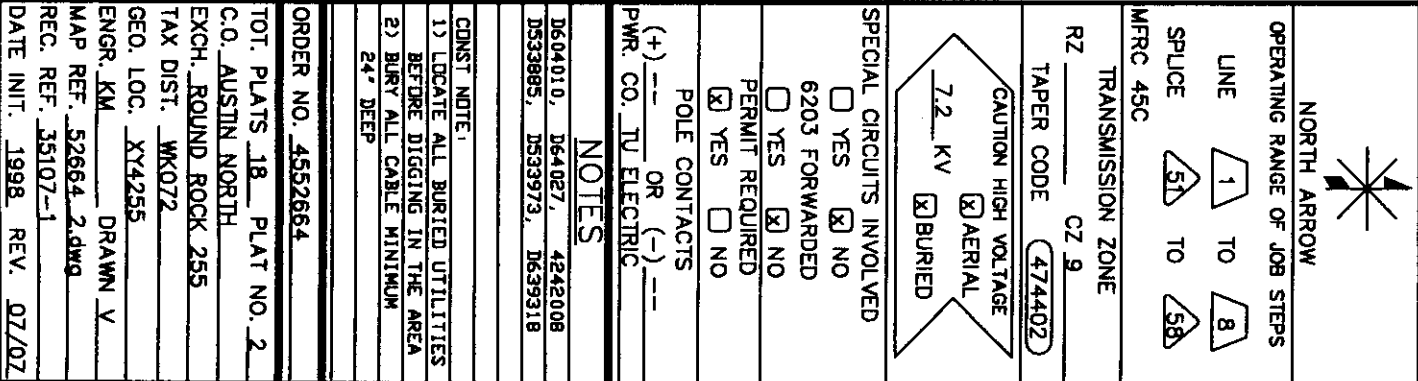 NORTH ARROW
OPERATING RANGE OF JOB STEPS
LINE 1 TO 8
SPLICE 51 TO 58
MFRC 45C
TRANSMISSION ZONE
RZ CZ 9
TAPER CODE 474402
CAUTION HIGH VOLTAGE
7.2 KV x AERIAL
x BURIED
SPECIAL CIRCUITS INVOLVED
YES x NO
6203 FORWARDED
YES x NO
PERMIT REQUIRED
x YES NO
POLE CONTACTS
(+)-- OR (-)--
PWR. CO. TU ELECTRIC
NOTES
D604010, D64027, 424200B
D533885, D533973, D639318
CONST NOTE:
1) LOCATE ALL BURIED UTILITIES
BEFORE DIGGING IN THE AREA
2) BURY ALL CABLE MINIMUM
24" DEEP
ORDER NO. 4552664
TOT. PLATS 18 PLAT NO. 2
C.O. AUSTIN NORTH
EXCH. ROUND ROCK 255
TAX DIST. WK072
GEO. LOC. XY4255
ENGR. KM DRAWN V
MAP REF. 52664_2.dwg
REC. REF. 35107-1
DATE INIT. 1998 REV. 07/07